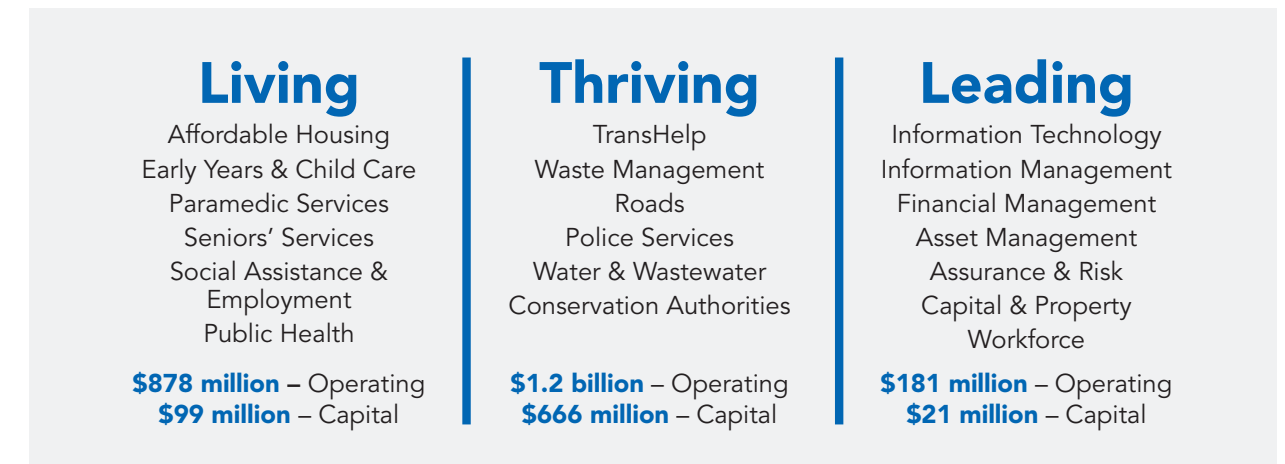 Living
Affordable Housing
Early Years & Child Care
Paramedic Services
Seniors’ Services
Social Assistance &
Employment
Public Health
$878 million – Operating
$99 million – Capital
Thriving
TransHelp
Waste Management
Roads
Police Services
Water & Wastewater
Conservation Authorities
$1.2 billion – Operating
$666 million – Capital
Leading
Information Technology
Information Management
Financial Management
Asset Management
Assurance & Risk
Capital & Property
Workforce
$181 million – Operating
$21 million – Capital